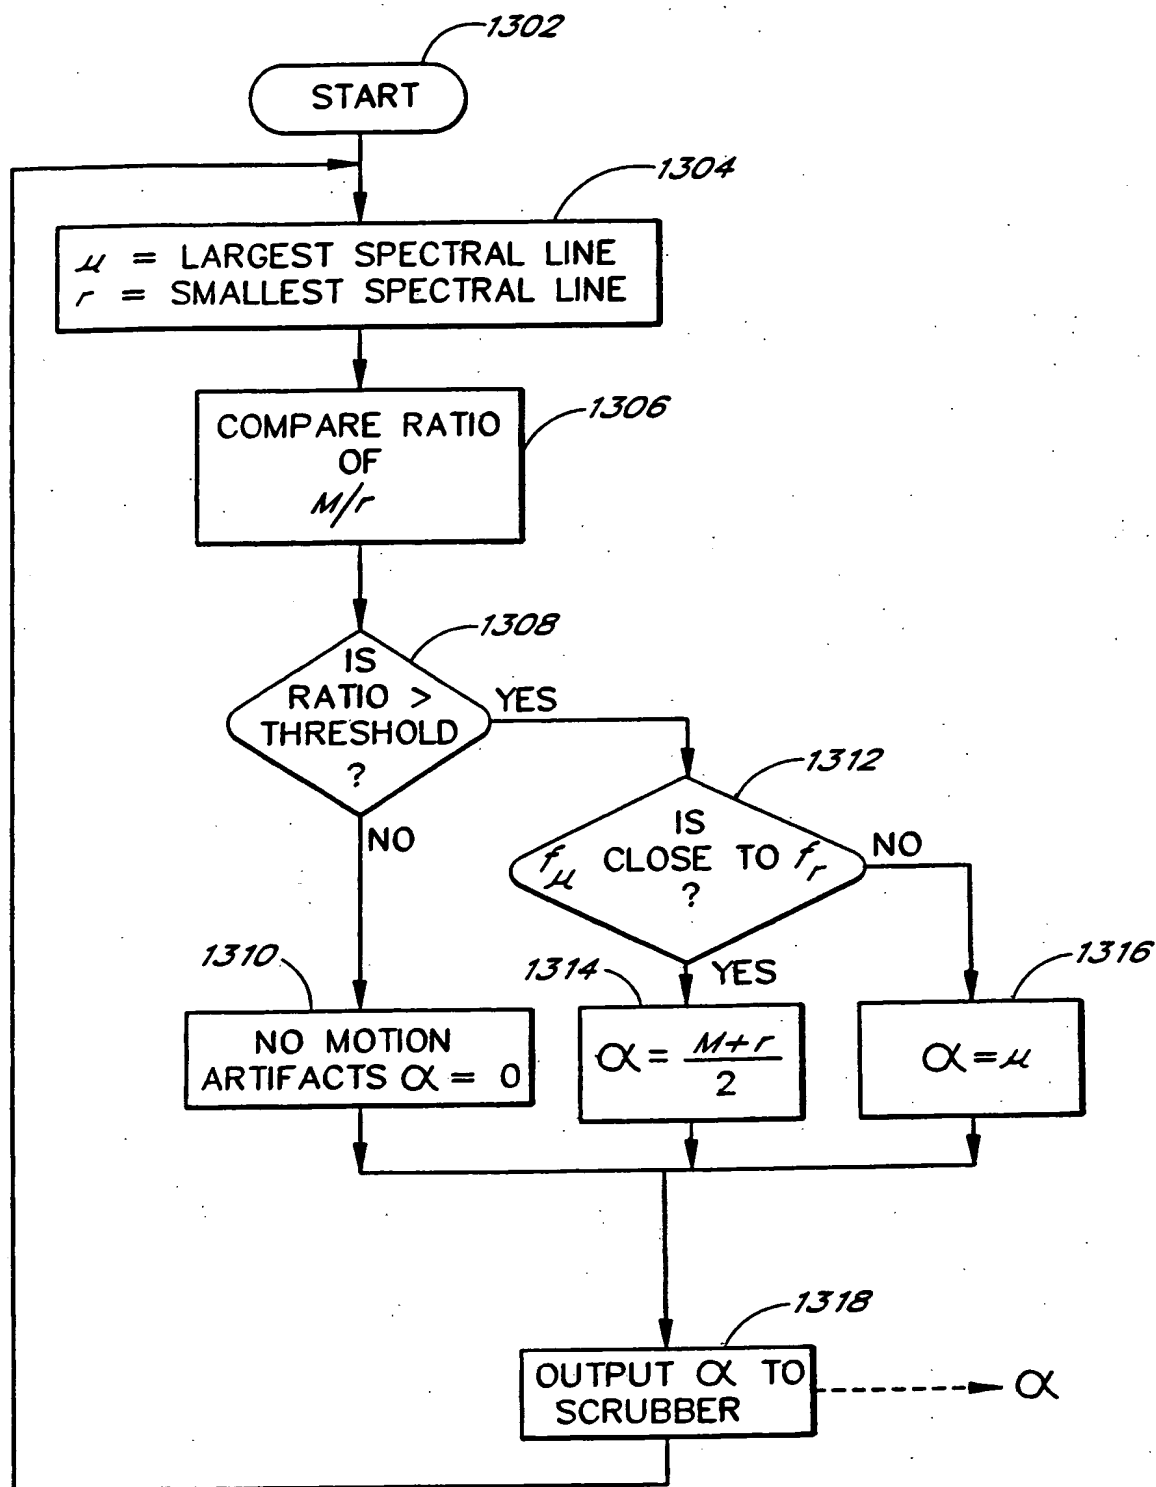 1302
START
1304
μ = LARGEST SPECTRAL LINE
r = SMALLEST SPECTRAL LINE
1306
COMPARE RATIO
OF
M/r
1308
IS
RATIO >
THRESHOLD
?
YES
NO
1312
IS
fμ CLOSE TO fr
?
NO
YES
1310
NO MOTION
ARTIFACTS α = 0
1314
α = M+r
2
1316
α = μ
1318
OUTPUT α TO
SCRUBBER
α